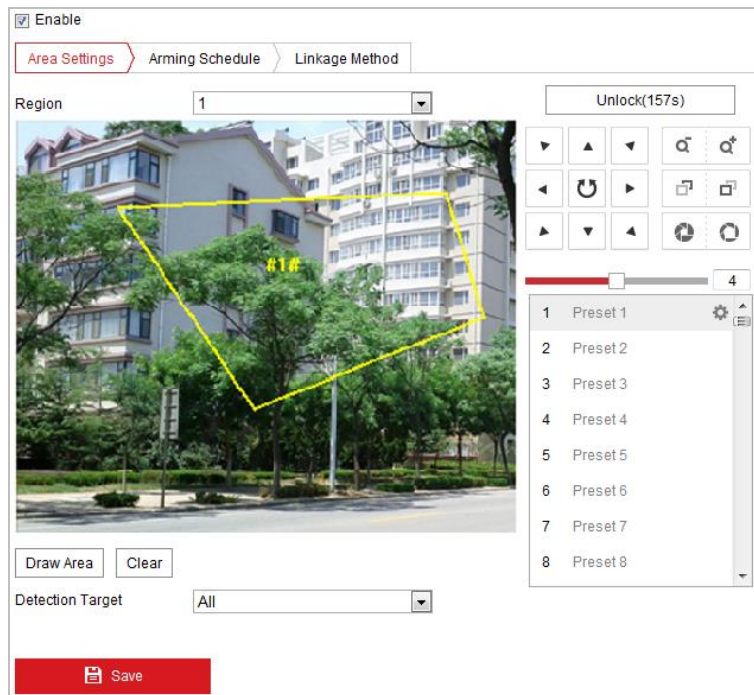 Enable
Area Settings
Arming Schedule
Linkage Method
Region
1
Unlock(157s)
#1#
4
1 Preset 1
2 Preset 2
3 Preset 3
4 Preset 4
5 Preset 5
6 Preset 6
7 Preset 7
8 Preset 8
Draw Area
Clear
Detection Target
All
Save